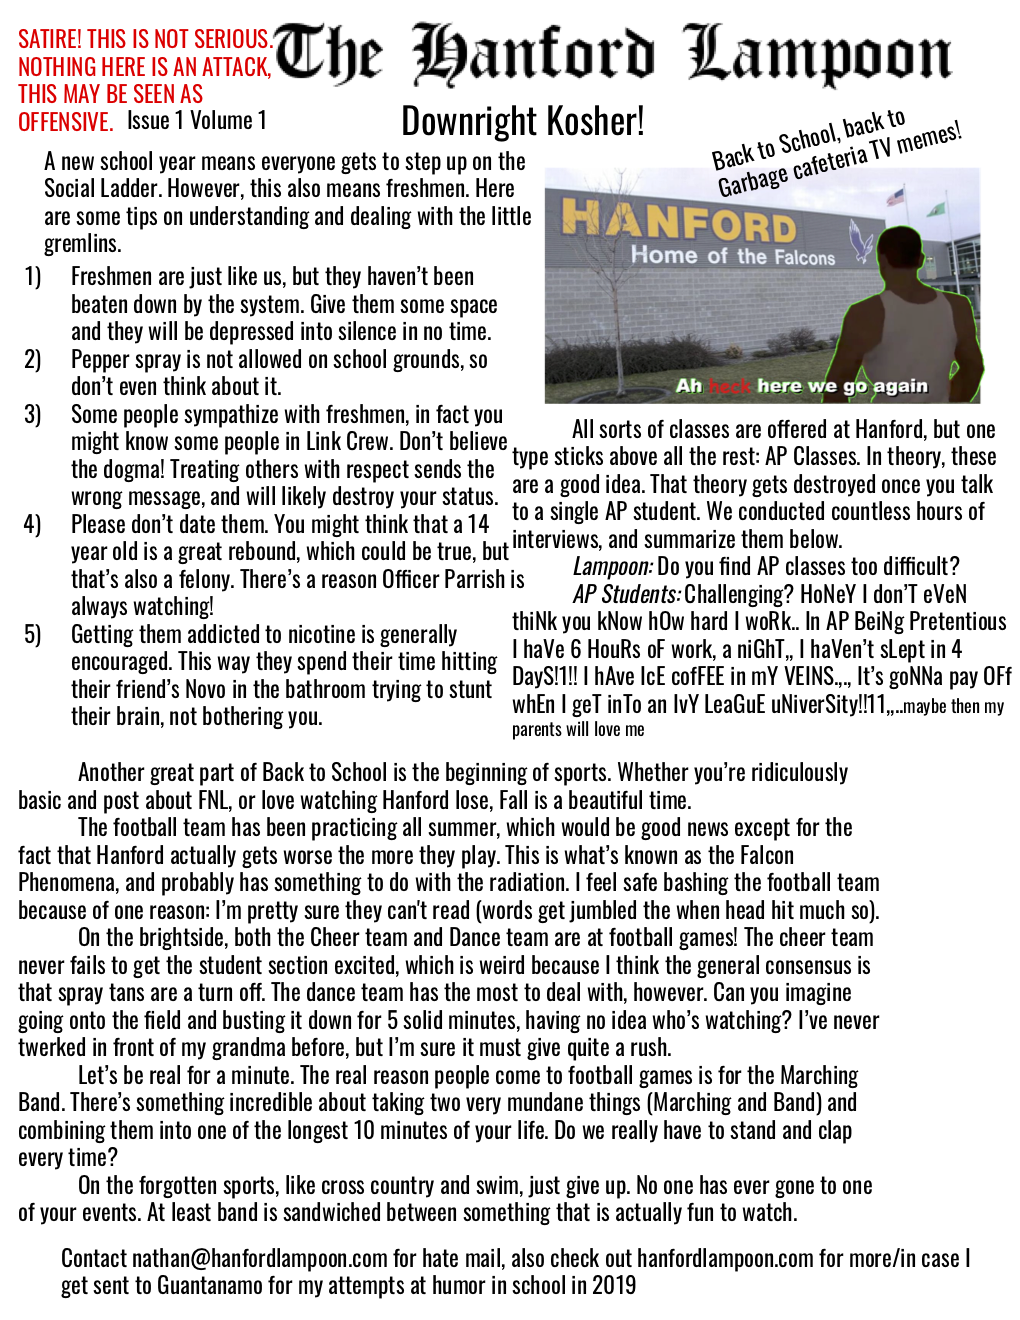 SATIRE! THIS IS NOT SERIOUS.
NOTHING HERE IS AN ATTACK,
THIS MAY BE SEEN AS
OFFENSIVE. Issue 1 Volume 1
The Hanford Lampoon
Downright Kosher!
A new school year means everyone gets to step up on the
Social Ladder. However, this also means freshmen. Here
are some tips on understanding and dealing with the little
gremlins.
1) Freshmen are just like us, but they haven’t been
beaten down by the system. Give them some space
and they will be depressed into silence in no time.
2) Pepper spray is not allowed on school grounds, so
don’t even think about it.
3) Some people sympathize with freshmen, in fact you
might know some people in Link Crew. Don’t believe
the dogma! Treating others with respect sends the
wrong message, and will likely destroy your status.
4) Please don’t date them. You might think that a 14
year old is a great rebound, which could be true, but
that’s also a felony. There’s a reason Officer Parrish is
always watching!
5) Getting them addicted to nicotine is generally
encouraged. This way they spend their time hitting
their friend’s Novo in the bathroom trying to stunt
their brain, not bothering you.
Back to School, back to
Garbage cafeteria TV memes!
HANFORD
Home of the Falcons
Ah heck here we go again
All sorts of classes are offered at Hanford, but one
type sticks above all the rest: AP Classes. In theory, these
are a good idea. That theory gets destroyed once you talk
to a single AP student. We conducted countless hours of
interviews, and summarize them below.
Lampoon: Do you find AP classes too difficult?
AP Students: Challenging? HoNeY I don’T eVeN
thiNk you kNow hOw hard I woRk.. In AP BeiNg Pretentious
I haVe 6 HouRs oF work, a niGhT,, I haVen’t sLept in 4
DayS!1!! I hAve IcE cofFEE in mY VEINS.,., It’s goNNa pay OFf
whEn I geT inTo an IvY LeaGuE uNiverSity!!11,,..maybe then my
parents will love me
Another great part of Back to School is the beginning of sports. Whether you’re ridiculously
basic and post about FNL, or love watching Hanford lose, Fall is a beautiful time.
The football team has been practicing all summer, which would be good news except for the
fact that Hanford actually gets worse the more they play. This is what’s known as the Falcon
Phenomena, and probably has something to do with the radiation. I feel safe bashing the football team
because of one reason: I’m pretty sure they can't read (words get jumbled the when head hit much so).
On the brightside, both the Cheer team and Dance team are at football games! The cheer team
never fails to get the student section excited, which is weird because I think the general consensus is
that spray tans are a turn off. The dance team has the most to deal with, however. Can you imagine
going onto the field and busting it down for 5 solid minutes, having no idea who’s watching? I’ve never
twerked in front of my grandma before, but I’m sure it must give quite a rush.
Let’s be real for a minute. The real reason people come to football games is for the Marching
Band. There’s something incredible about taking two very mundane things (Marching and Band) and
combining them into one of the longest 10 minutes of your life. Do we really have to stand and clap
every time?
On the forgotten sports, like cross country and swim, just give up. No one has ever gone to one
of your events. At least band is sandwiched between something that is actually fun to watch.
Contact nathan@hanfordlampoon.com for hate mail, also check out hanfordlampoon.com for more/in case I
get sent to Guantanamo for my attempts at humor in school in 2019